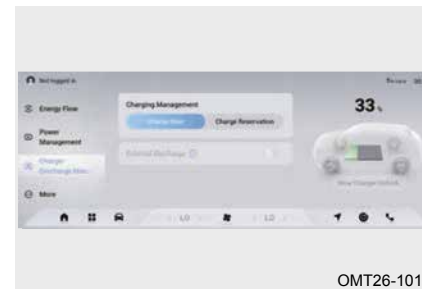 Not logged in
Energy Flow
Power
Management
Charge/
Discharge Man...
More
Charging Management
Charge Now
Charge Reservation
External Discharge
33 %
LO
LO
OMT26-101